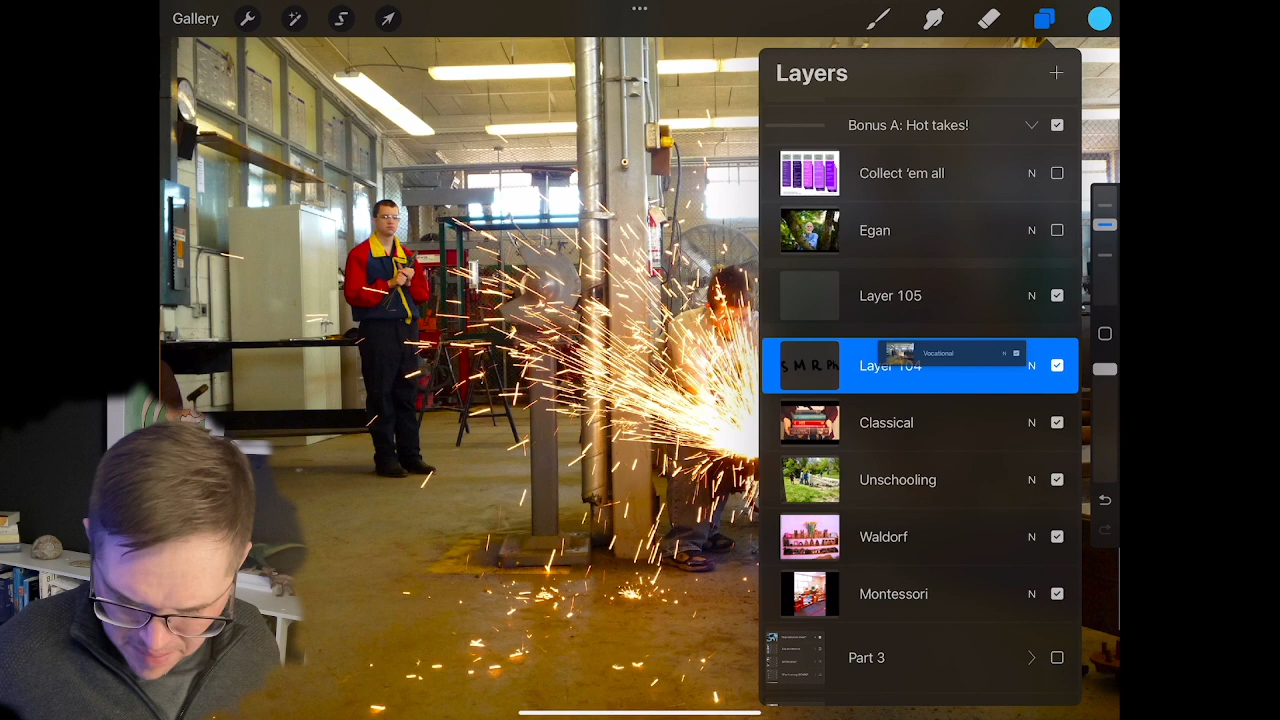 Gallery
Layers
Bonus A: Hot takes!
Collect ‘em all N
Egan N
Layer 105 N
Vocational N
S M R Ph Layer 104 N
Classical N
Unschooling N
Waldorf N
Montessori N
Part 3